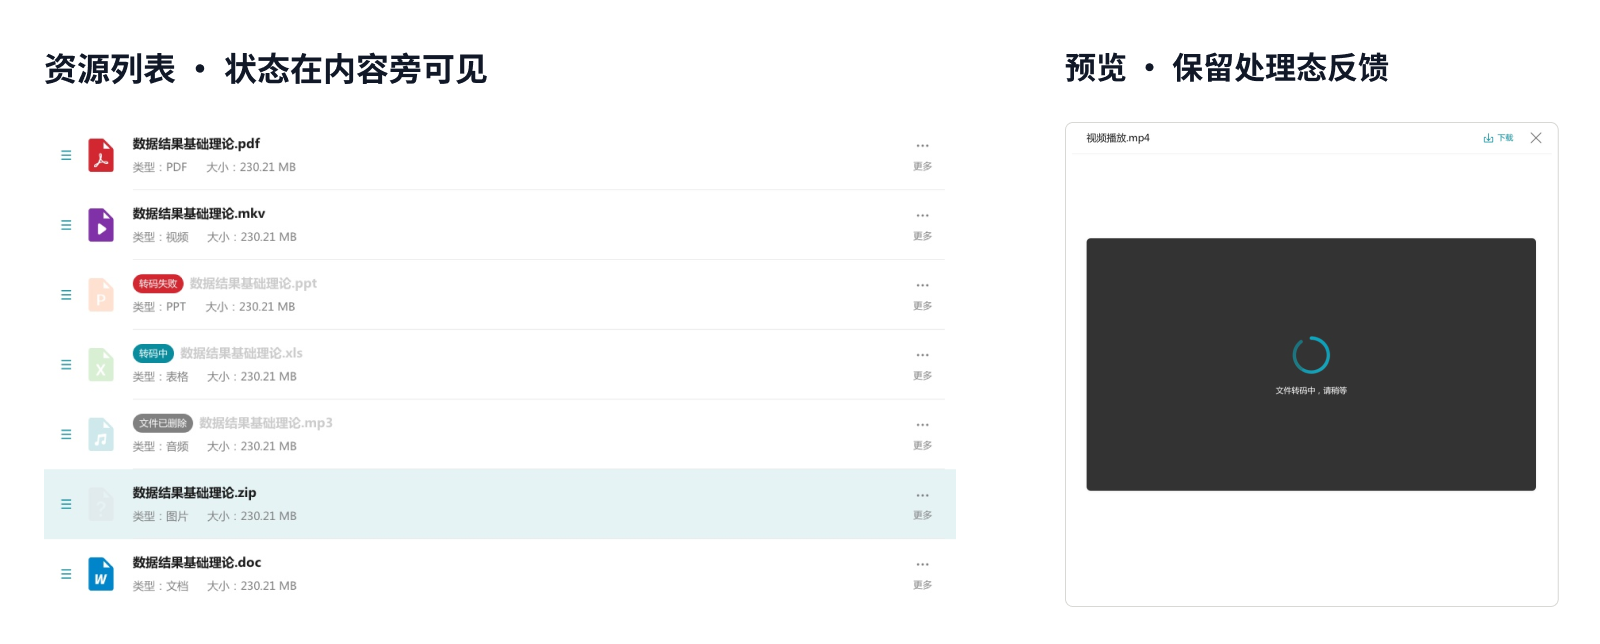 资源列表 · 状态在内容旁可见
数据结果基础理论.pdf
类型：PDF 大小：230.21 MB
更多
数据结果基础理论.mkv
类型：视频 大小：230.21 MB
更多
转码失败 数据结果基础理论.ppt
类型：PPT 大小：230.21 MB
更多
转码中 数据结果基础理论.xls
类型：表格 大小：230.21 MB
更多
文件已删除 数据结果基础理论.mp3
类型：音频 大小：230.21 MB
更多
数据结果基础理论.zip
类型：图片 大小：230.21 MB
更多
W 数据结果基础理论.doc
类型：文档 大小：230.21 MB
更多
预览 · 保留处理态反馈
视频播放.mp4 下载
文件转码中，请稍等